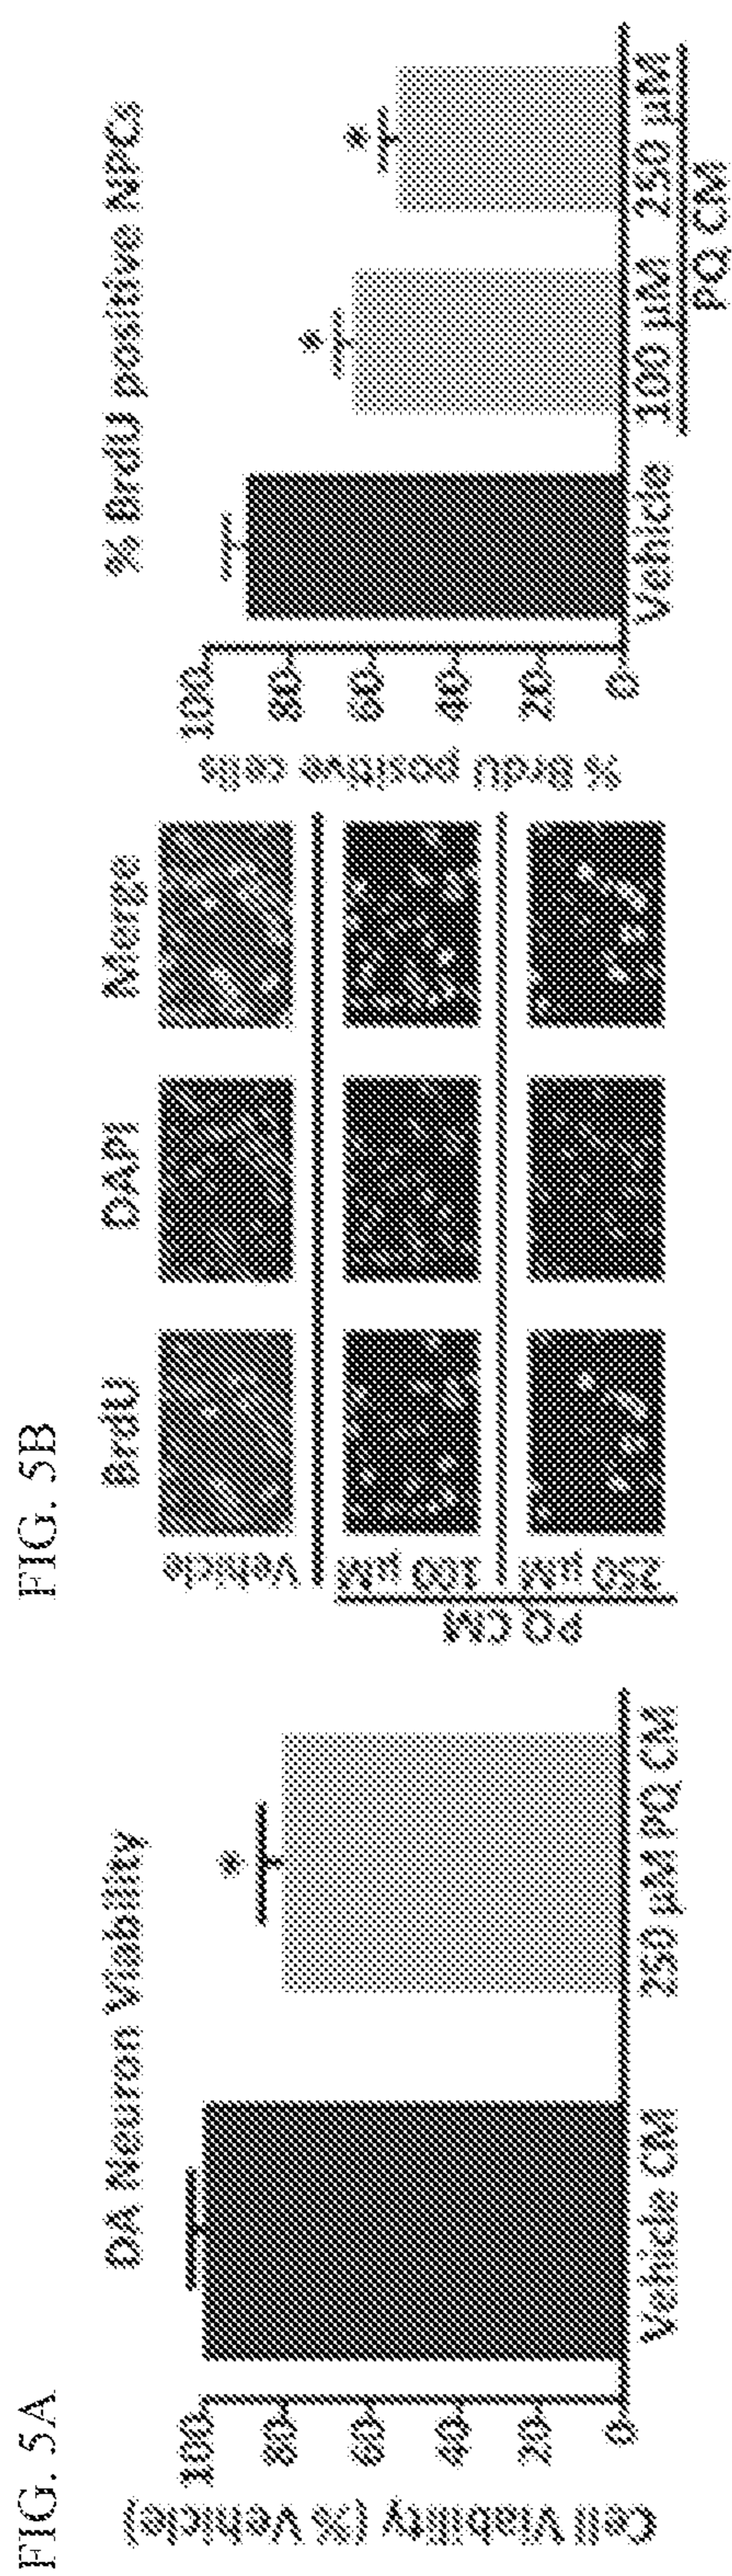 FIG. 5A
DA Neuron Viability
Cell Viability (% Vehicle)
100
80
60
40
20
0
*
Vehicle CM
250 µM PQ CM
FIG. 5B
BrdU
DAPI
Merge
Vehicle
100 µM
250 µM
PQ CM
% BrdU positive NPCs
% BrdU positive cells
100
80
60
40
20
0
*
*
Vehicle
100 µM
250 µM
PQ CM